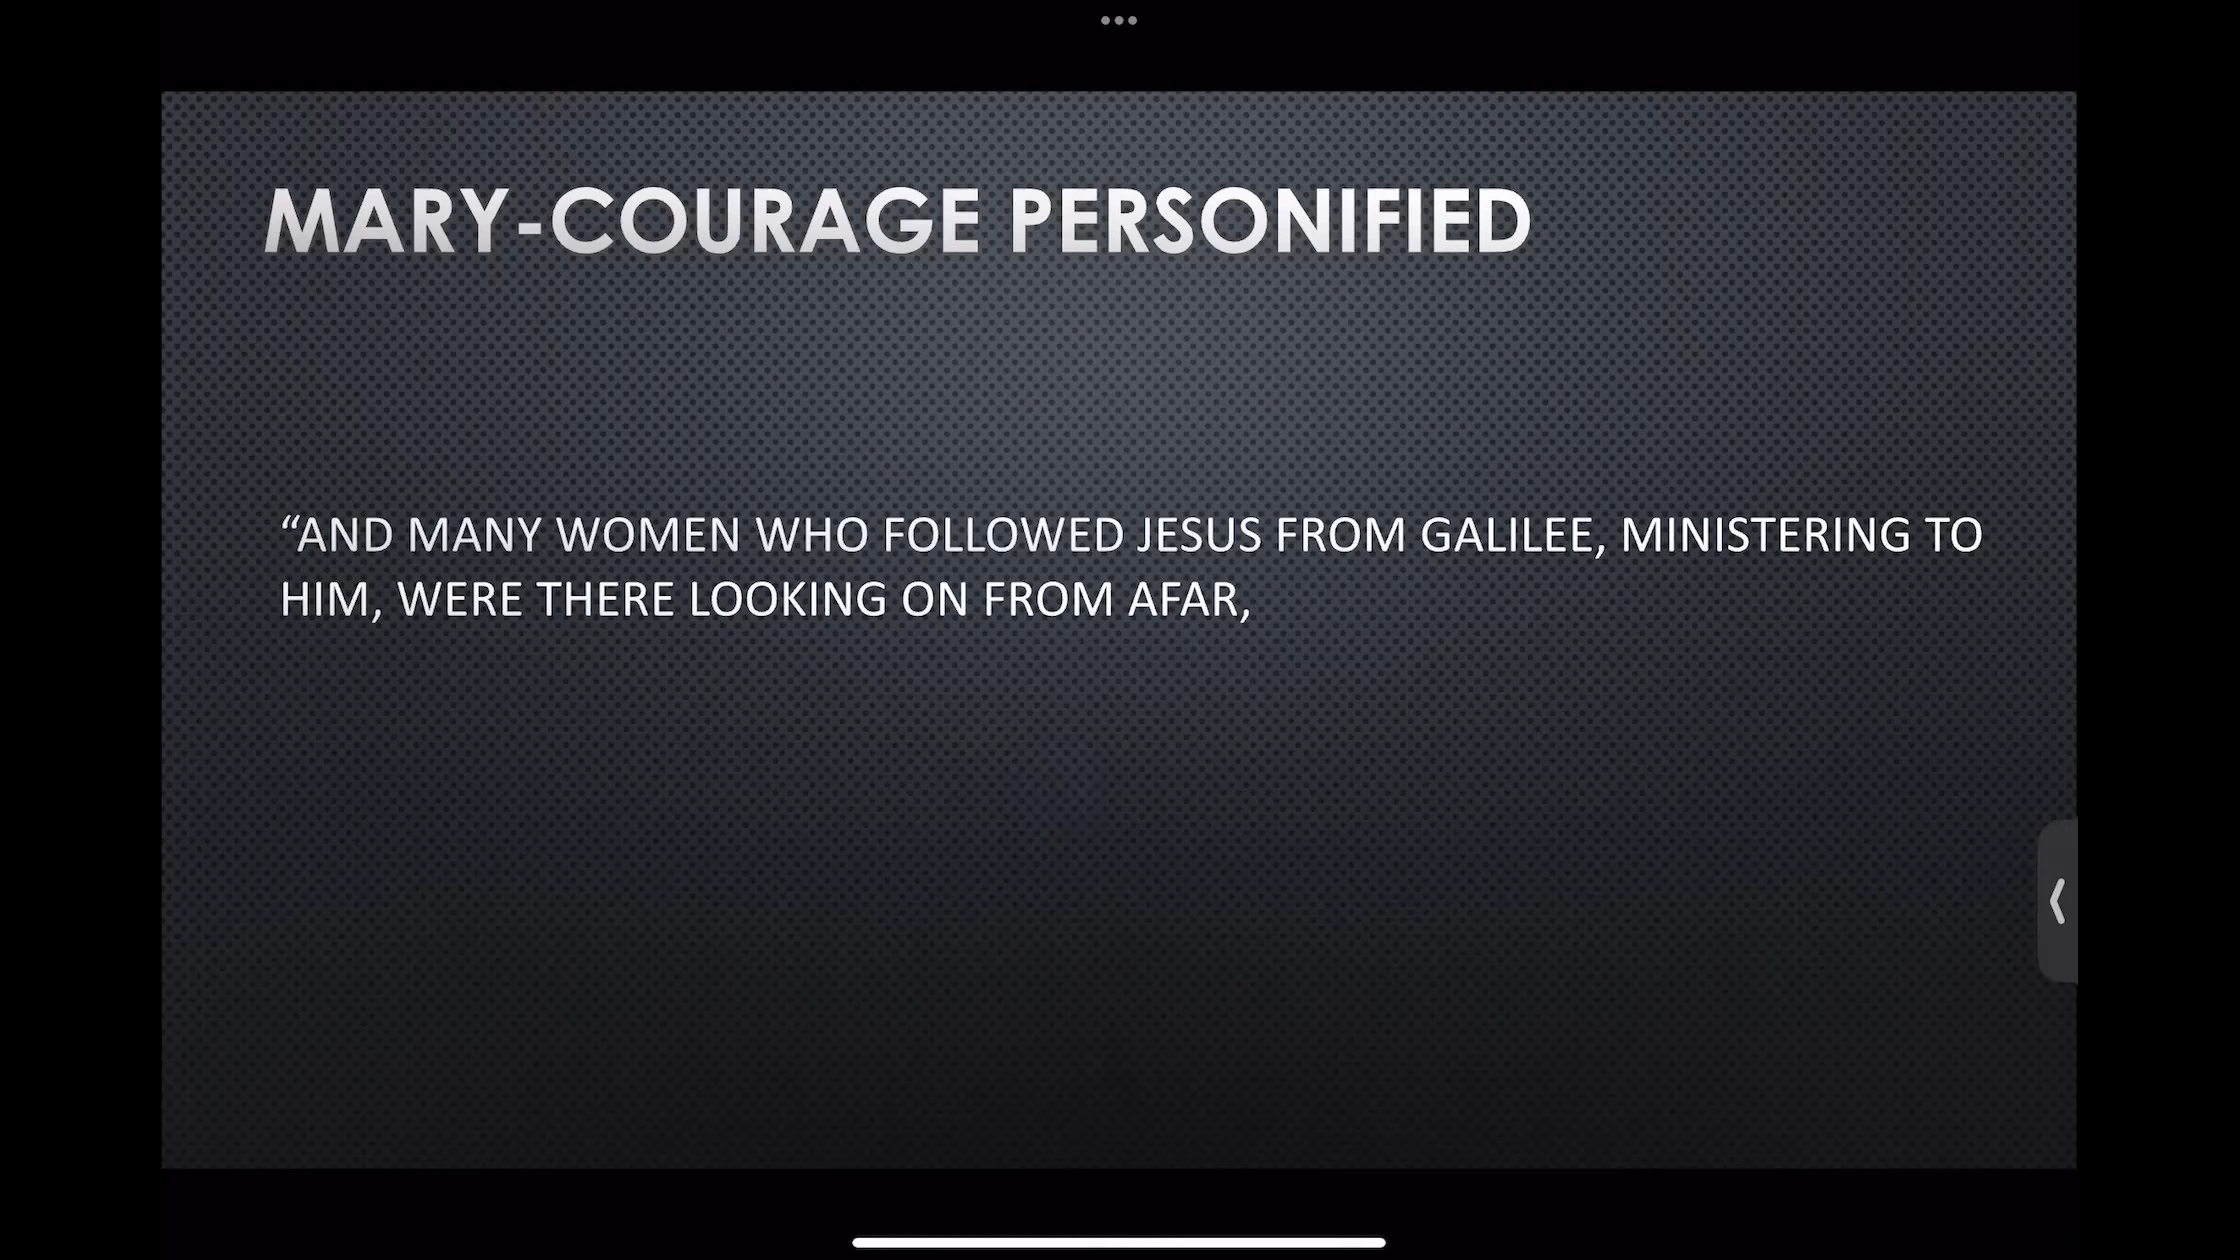 MARY-COURAGE PERSONIFIED
“AND MANY WOMEN WHO FOLLOWED JESUS FROM GALILEE, MINISTERING TO
HIM, WERE THERE LOOKING ON FROM AFAR,